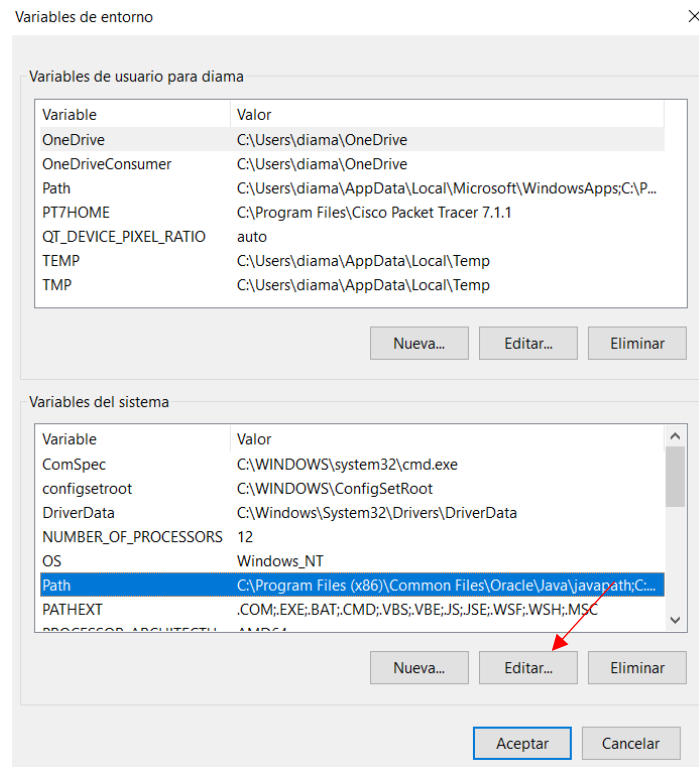 Variables de entorno
Variables de usuario para diama
Variable Valor
OneDrive C:\Users\diama\OneDrive
OneDriveConsumer C:\Users\diama\OneDrive
Path C:\Users\diama\AppData\Local\Microsoft\WindowsApps;C:\P...
PT7HOME C:\Program Files\Cisco Packet Tracer 7.1.1
QT_DEVICE_PIXEL_RATIO auto
TEMP C:\Users\diama\AppData\Local\Temp
TMP C:\Users\diama\AppData\Local\Temp
Nueva... Editar... Eliminar
Variables del sistema
Variable Valor
ComSpec C:\WINDOWS\system32\cmd.exe
configsetroot C:\WINDOWS\ConfigSetRoot
DriverData C:\Windows\System32\Drivers\DriverData
NUMBER_OF_PROCESSORS 12
OS Windows_NT
Path C:\Program Files (x86)\Common Files\Oracle\Java\javapath;C:...
PATHEXT .COM;.EXE;.BAT;.CMD;.VBS;.VBE;.JS;.JSE;.WSF;.WSH;.MSC
PROCESSOR_ARCHITECTU... AMD64
Nueva... Editar... Eliminar
Aceptar Cancelar